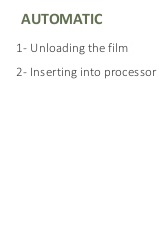 AUTOMATIC
1- Unloading the film
2- Inserting into processor